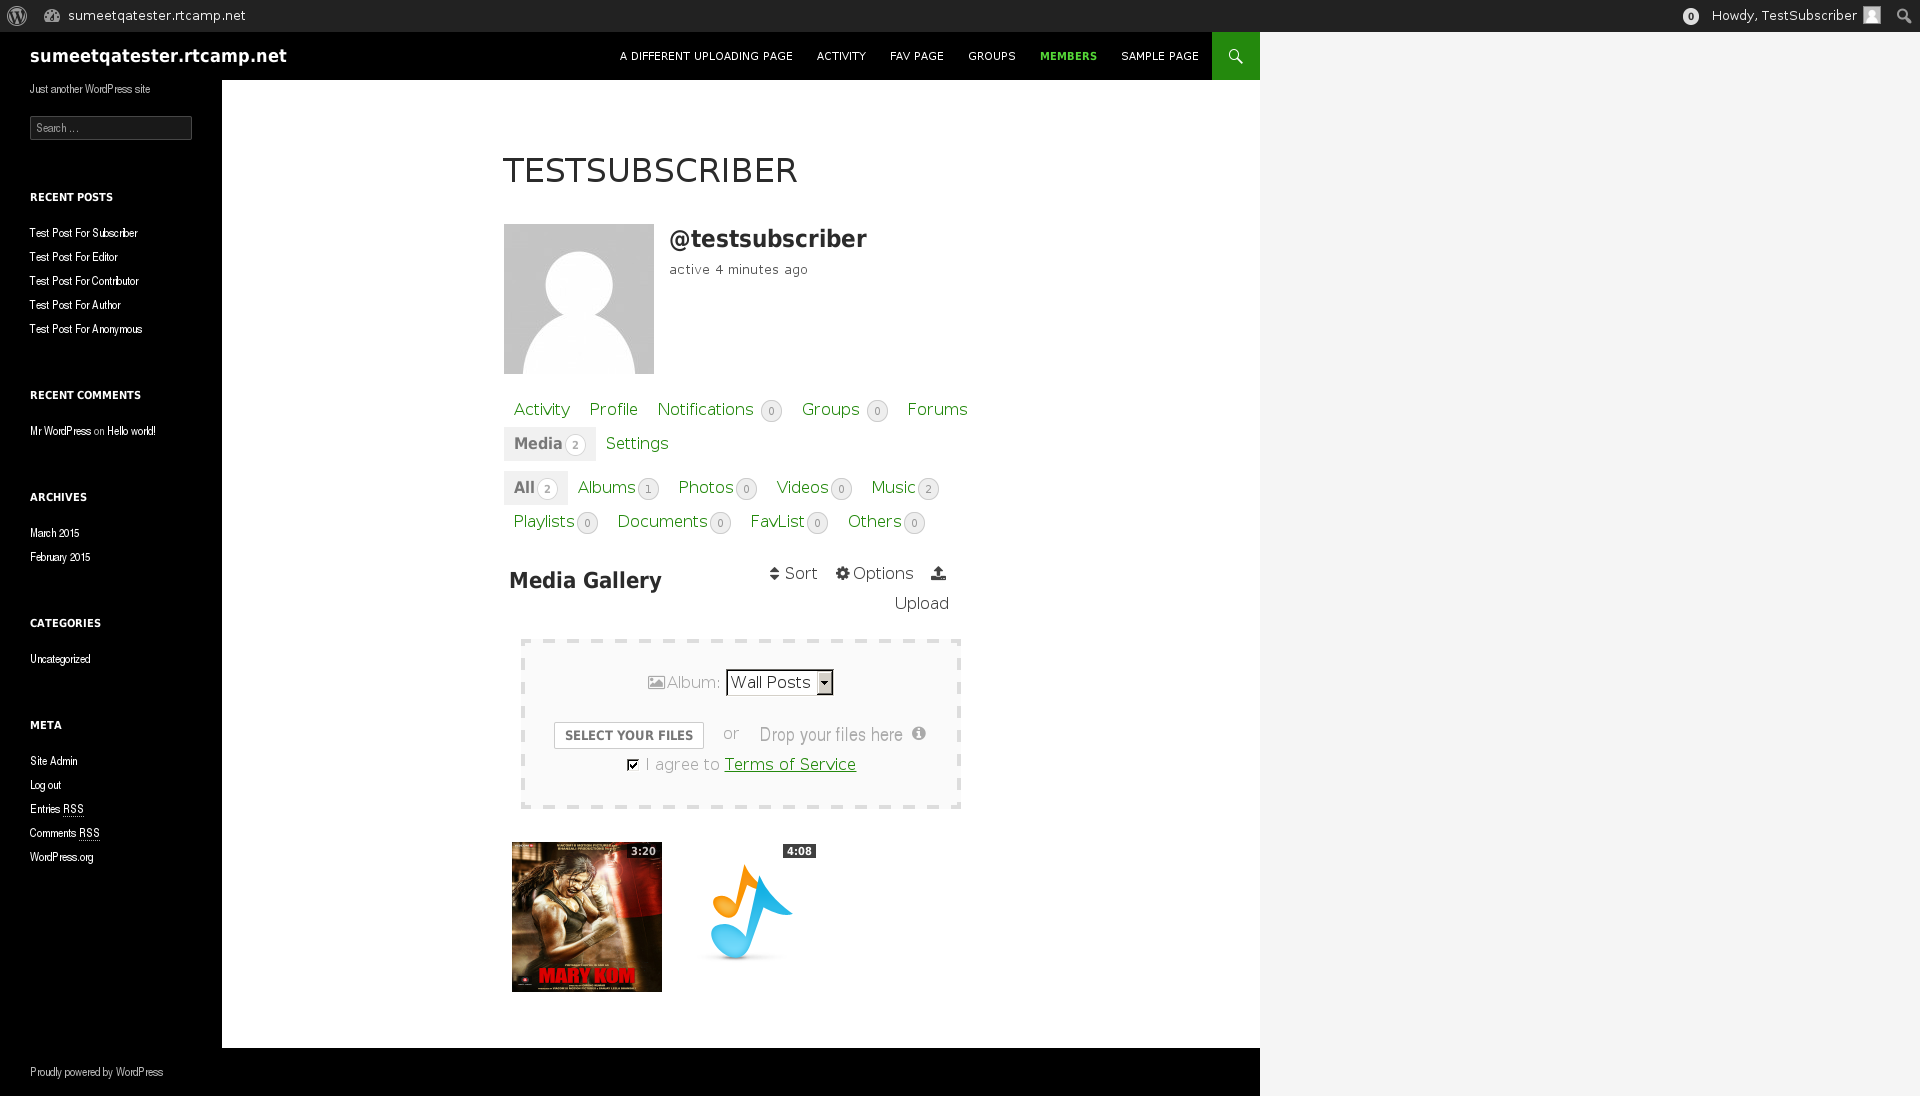 sumeetqatester.rtcamp.net
0
Howdy, TestSubscriber
sumeetqatester.rtcamp.net
A DIFFERENT UPLOADING PAGE
ACTIVITY
FAV PAGE
GROUPS
MEMBERS
SAMPLE PAGE
Just another WordPress site
Search ...
RECENT POSTS
Test Post For Subscriber
Test Post For Editor
Test Post For Contributor
Test Post For Author
Test Post For Anonymous
RECENT COMMENTS
Mr WordPress on Hello world!
ARCHIVES
March 2015
February 2015
CATEGORIES
Uncategorized
META
Site Admin
Log out
Entries RSS
Comments RSS
WordPress.org
TESTSUBSCRIBER
@testsubscriber
active 4 minutes ago
Activity Profile Notifications 0 Groups 0 Forums
Media 2 Settings
All 2 Albums 1 Photos 0 Videos 0 Music 2
Playlists 0 Documents 0 FavList 0 Others 0
Media Gallery
Sort Options
Upload
Album: Wall Posts
SELECT YOUR FILES or Drop your files here
I agree to Terms of Service
3:20
MARY KOM
4:08
Proudly powered by WordPress